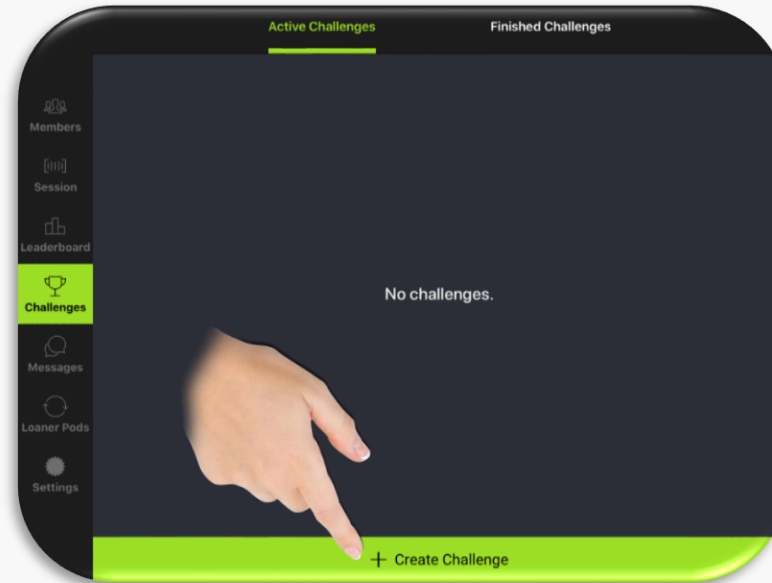 Active Challenges
Finished Challenges
Members
Session
Leaderboard
Challenges
Messages
Loaner Pods
Settings
No challenges.
+ Create Challenge